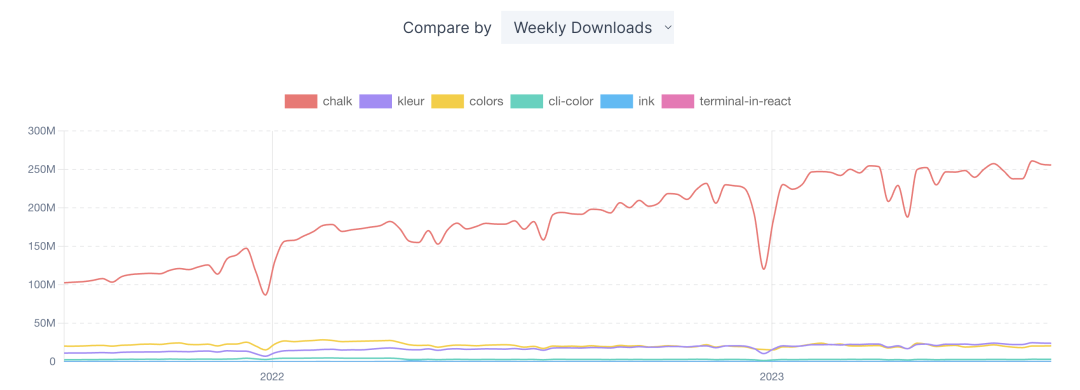 Compare by Weekly Downloads
chalk kleur colors cli-color ink terminal-in-react
300M
250M
200M
150M
100M
50M
0
2022 2023